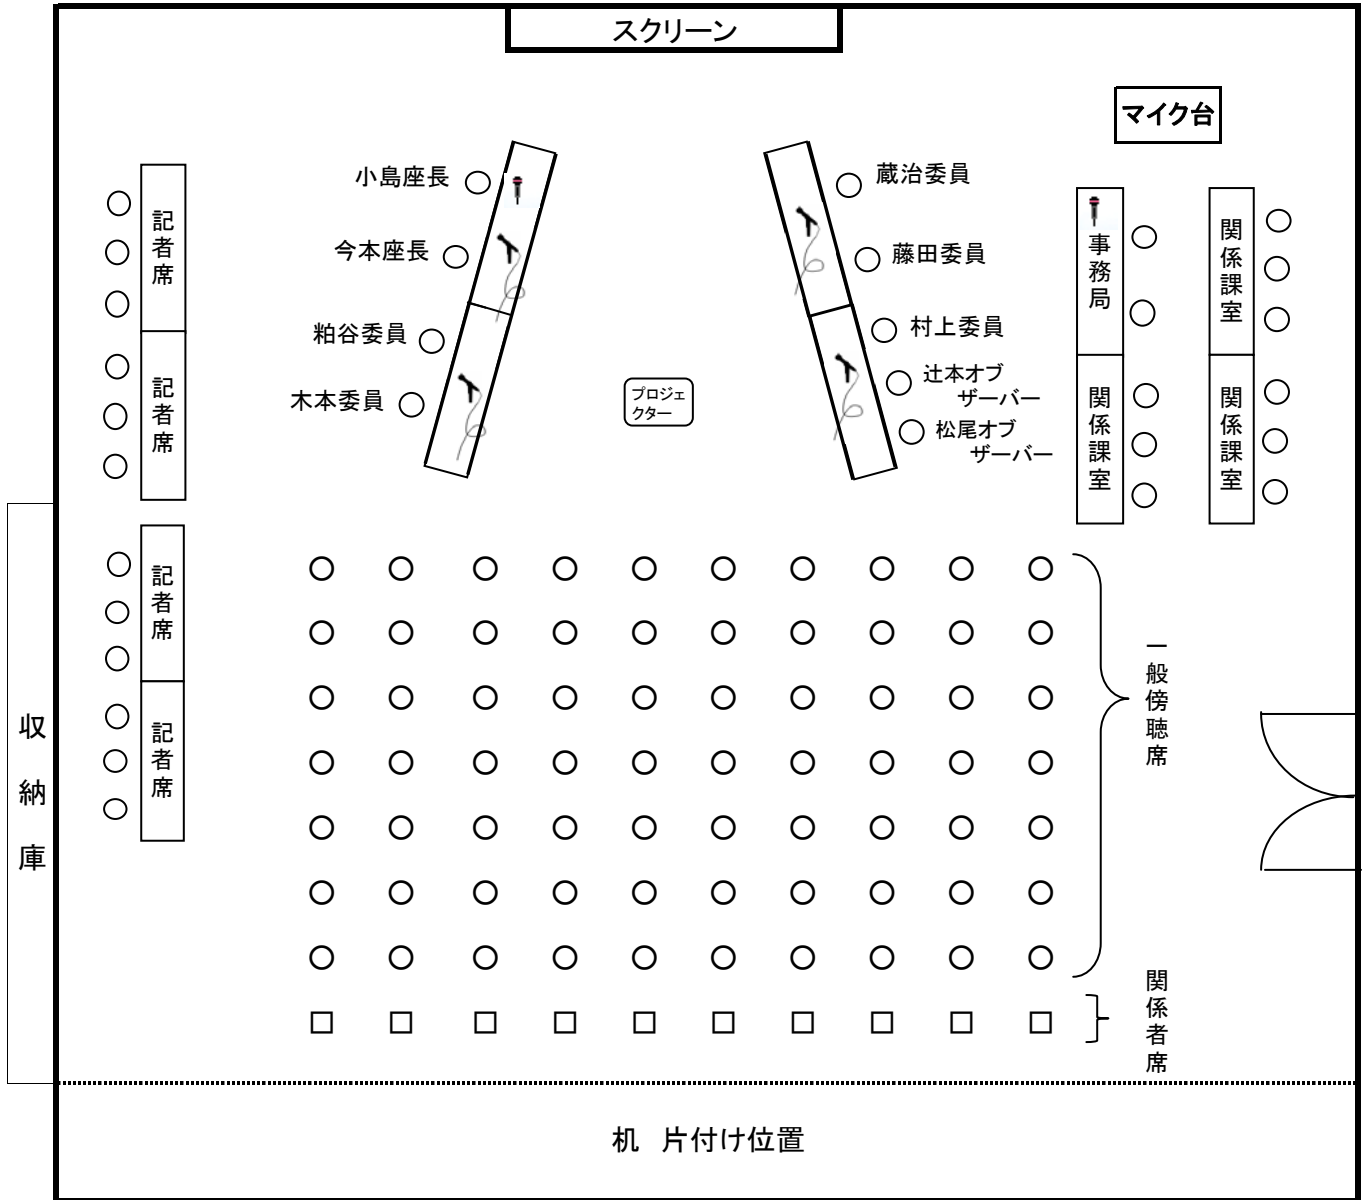 スクリーン
マイク台
小島座長
今本座長
粕谷委員
木本委員
蔵治委員
藤田委員
村上委員
辻本オブ
ザーバー
松尾オブ
ザーバー
プロジェ
クター
記者席
記者席
記者席
記者席
事務局
関係課室
関係課室
関係課室
一般傍聴席
関係者席
収納庫
机　片付け位置